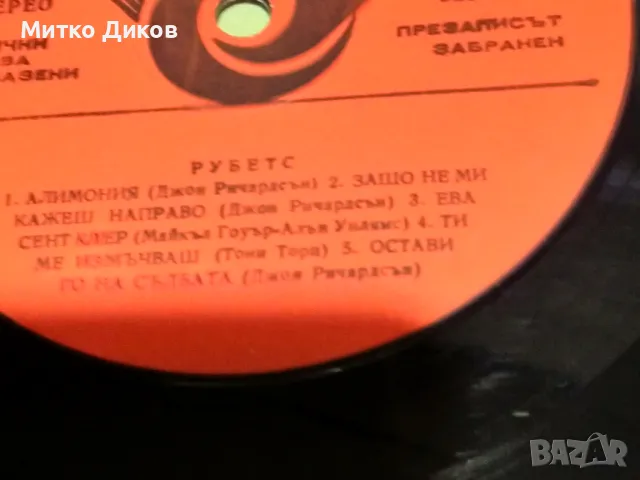 Митко Диков
ЕРЕО
ПРЕЗАПИСЪТ
ЗАБРАНЕН
ЗА
АЗЕНИ
РУБЕТС
1. АЛИМОНИЯ (Джон Ричардсън) 2. ЗАЩО НЕ МИ
КАЖЕШ НАПРАВО (Джон Ричардсън) 3. ЕВА
СЕНТ КЛЕР (Майкъл Гоуър-Алън Уилямс) 4. ТИ
МЕ ИЗМЪЧВАШ (Тони Торп) 5. ОСТАВИ
ГО НА СЪДБАТА (Джон Ричардсън)
BAZAR